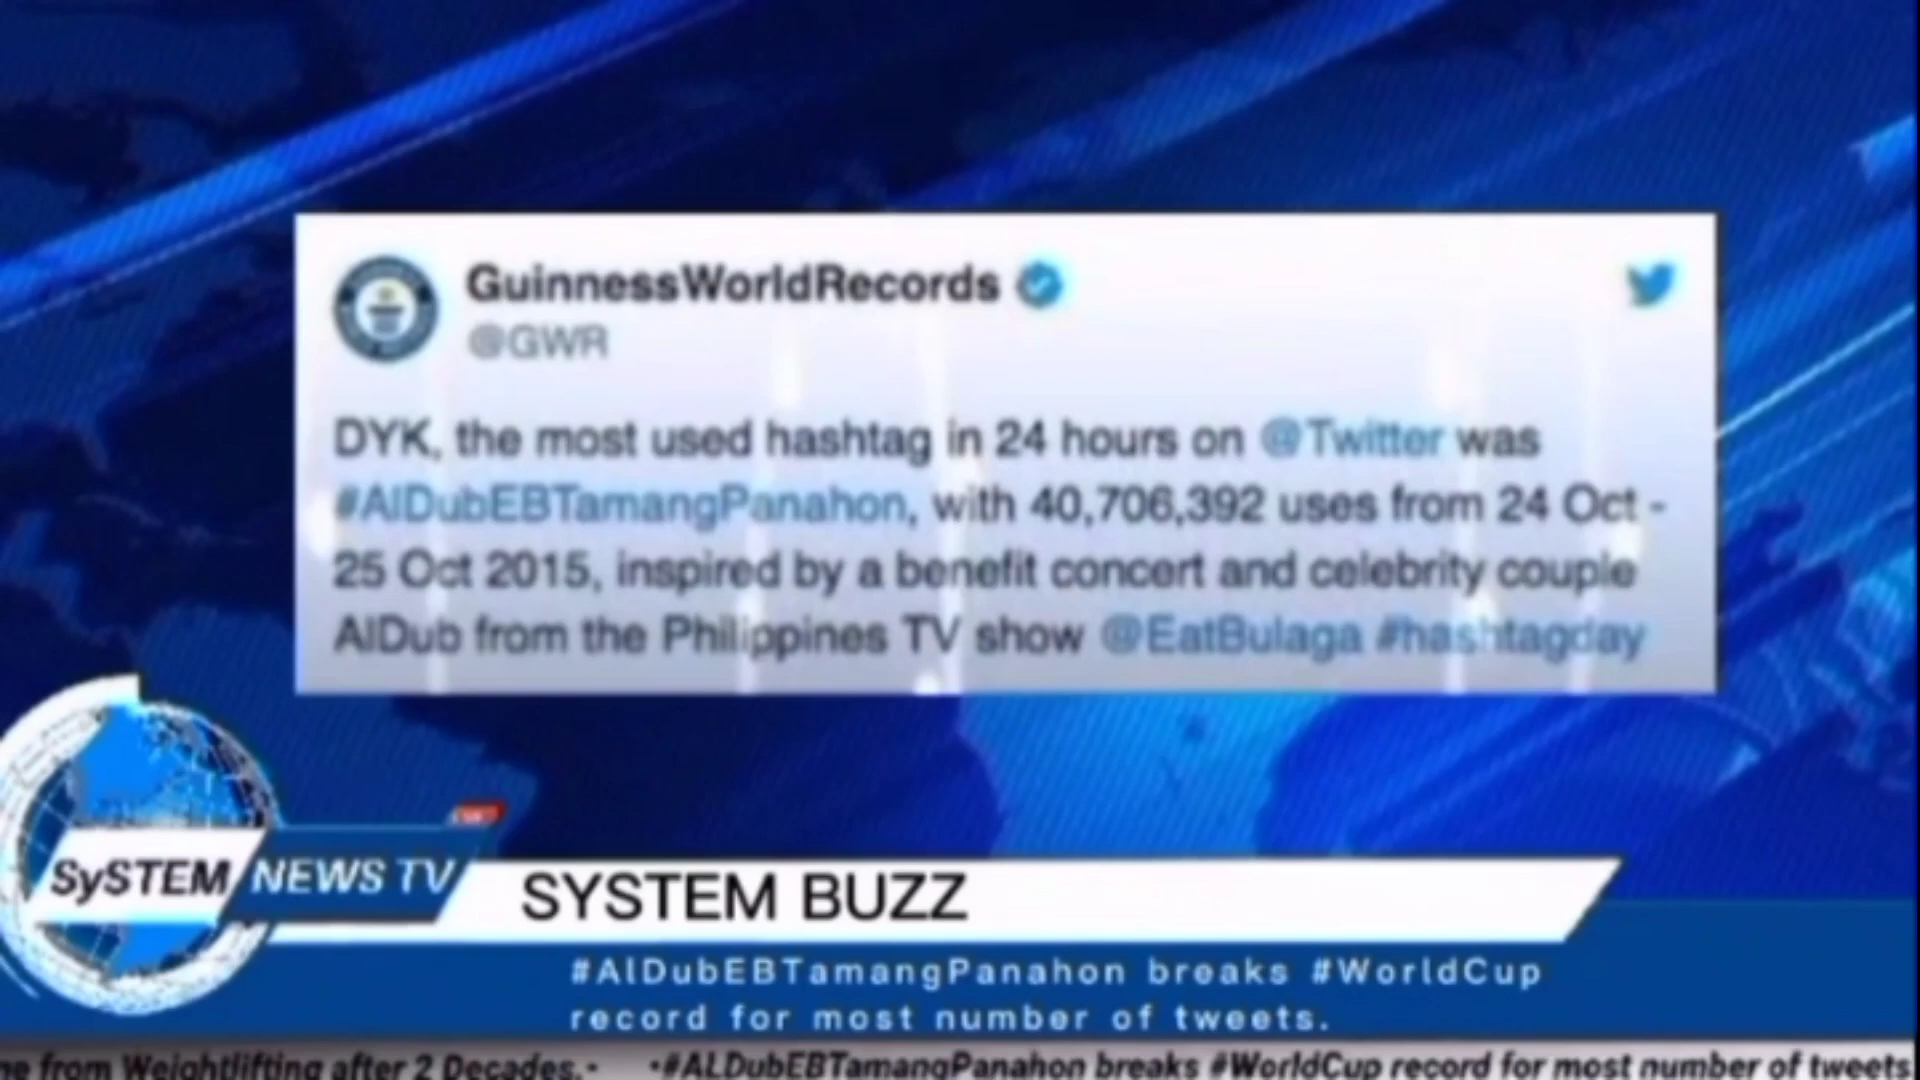 GuinnessWorldRecords
@GWR
DYK, the most used hashtag in 24 hours on @Twitter was
#AlDubEBTamangPanahon, with 40,706,392 uses from 24 Oct -
25 Oct 2015, inspired by a benefit concert and celebrity couple
AlDub from the Philippines TV show @EatBulaga #hashtagday
SySTEM NEWS TV
SYSTEM BUZZ
#AlDubEBTamangPanahon breaks #WorldCup
record for most number of tweets.
from Weightlifting after 2 Decades.• •#ALDubEBTamangPanahon breaks #WorldCup record for most number of tweets